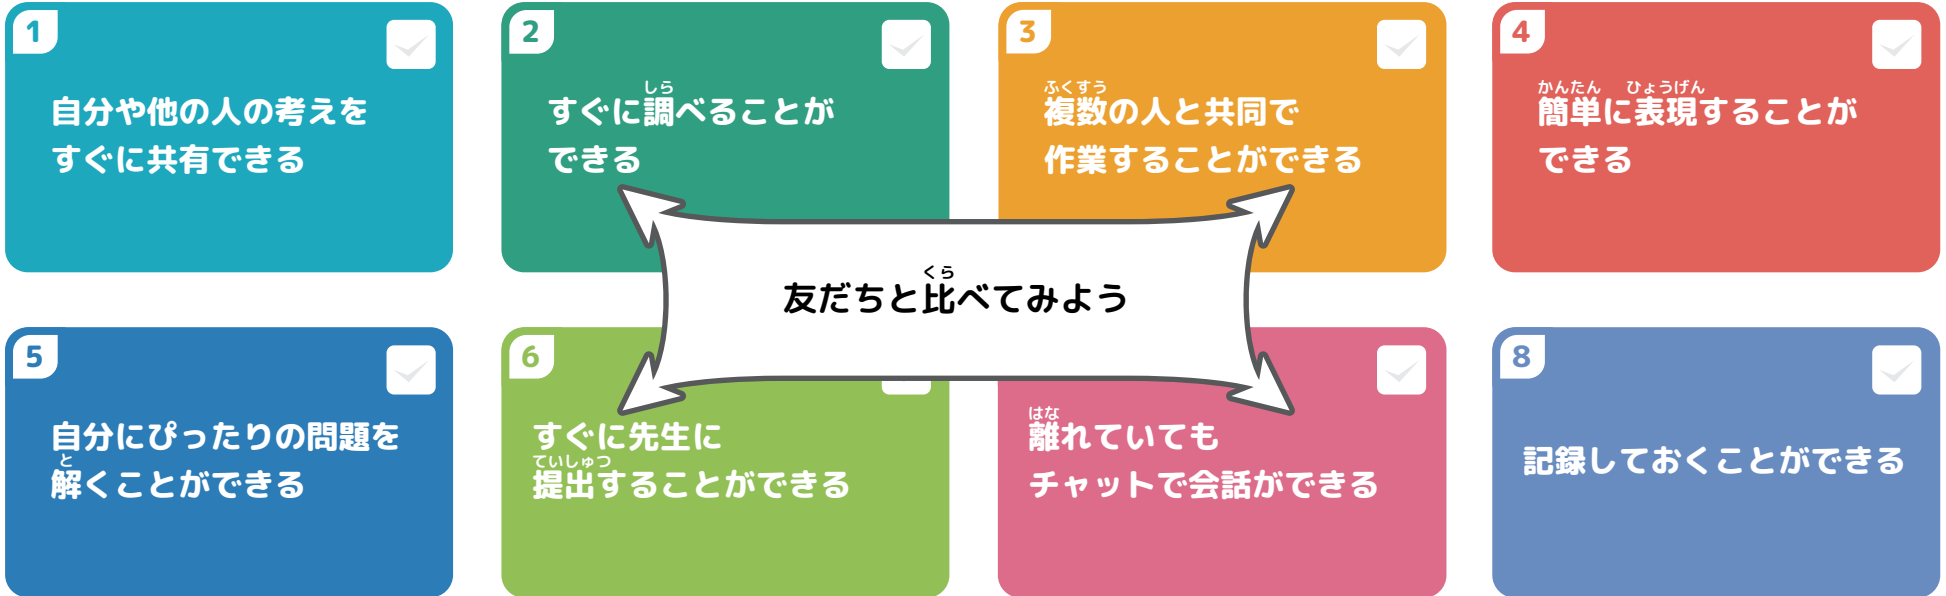 1
自分や他の人の考えを
すぐに共有できる
2
しら
すぐに調べることが
できる
3
ふくすう
複数の人と共同で
作業することができる
4
かんたん ひょうげん
簡単に表現することが
できる
くら
友だちと比べてみよう
5
自分にぴったりの問題を
と
解くことができる
6
すぐに先生に
ていしゅつ
提出することができる
はな
離れていても
チャットで会話ができる
8
記録しておくことができる